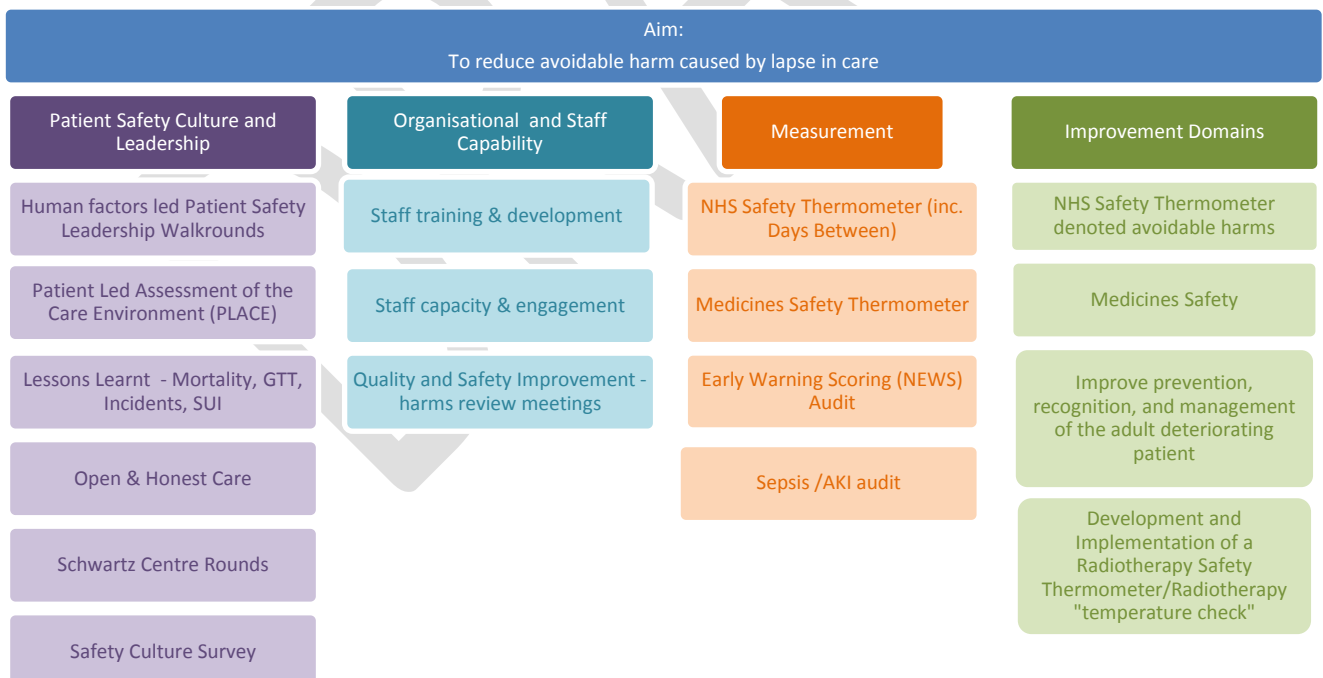 Aim:
To reduce avoidable harm caused by lapse in care
Patient Safety Culture and
Leadership
Human factors led Patient Safety
Leadership Walkrounds
Patient Led Assessment of the
Care Environment (PLACE)
Lessons Learnt  - Mortality, GTT,
Incidents, SUI
Open & Honest Care
Schwartz Centre Rounds
Safety Culture Survey
Organisational  and Staff
Capability
Staff training & development
Staff capacity & engagement
Quality and Safety Improvement -
harms review meetings
Measurement
NHS Safety Thermometer (inc.
Days Between)
Medicines Safety Thermometer
Early Warning Scoring (NEWS)
Audit
Sepsis /AKI audit
Improvement Domains
NHS Safety Thermometer
denoted avoidable harms
Medicines Safety
Improve prevention,
recognition, and management
of the adult deteriorating
patient
Development and
Implementation of a
Radiotherapy Safety
Thermometer/Radiotherapy
"temperature check"